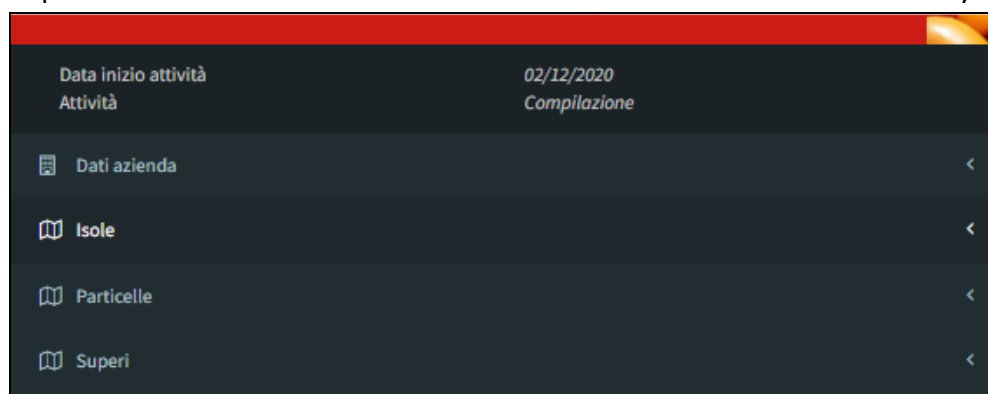 Data inizio attività 02/12/2020
Attività Compilazione
Dati azienda
Isole
Particelle
Superi